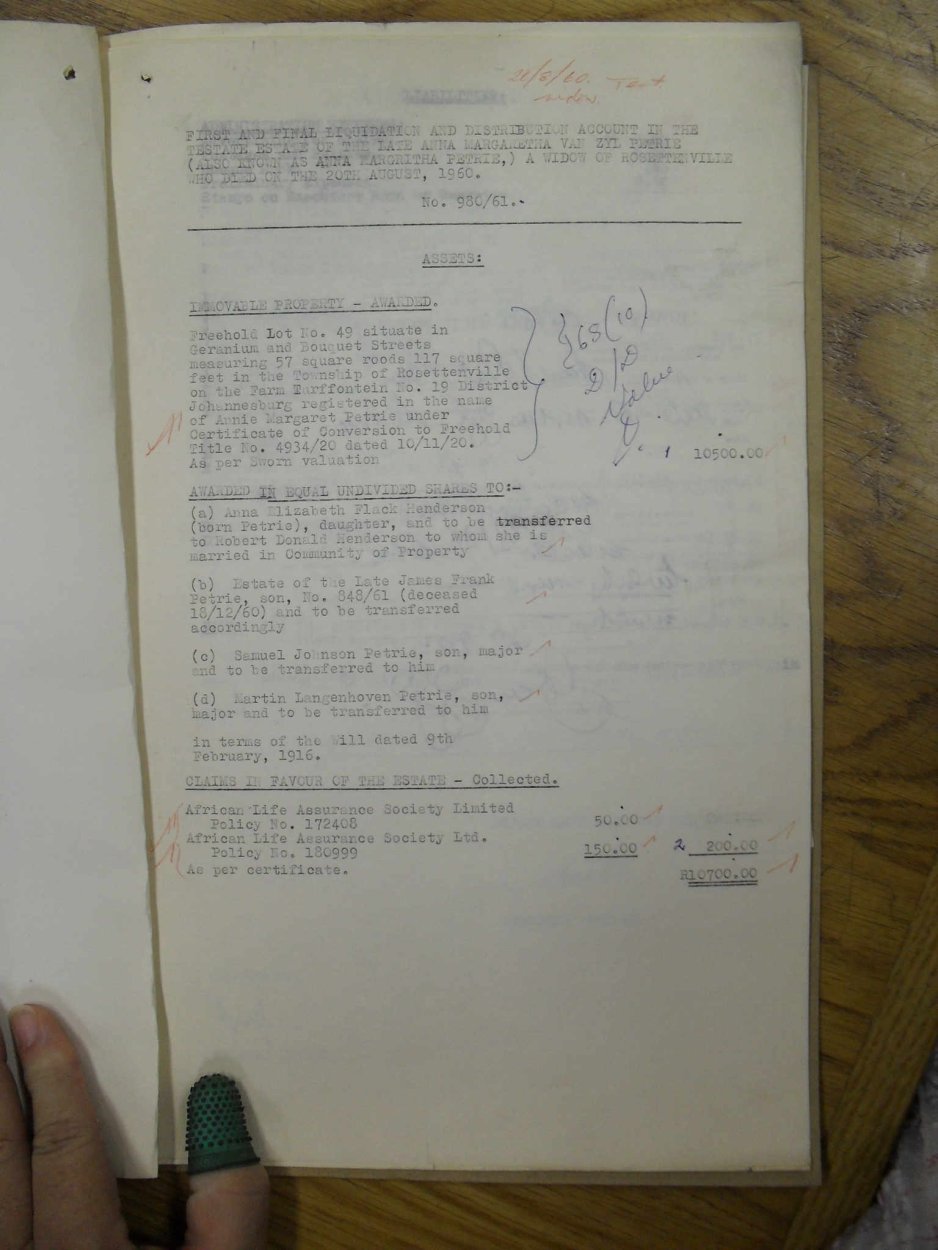 LIABILITIES:
FIRST AND FINAL LIQUIDATION AND DISTRIBUTION ACCOUNT IN THE
TESTATE ESTATE OF THE LATE ANNA MARGARETHA VAN ZYL PETRIE
(ALSO KNOWN AS ANNA MARGRITHA PETRIE,) A WIDOW OF ROSETTENVILLE
WHO DIED ON THE 20TH AUGUST, 1960.
No. 980/61.
ASSETS:
IMMOVABLE PROPERTY - AWARDED.
Freehold Lot No. 49 situate in
Geranium and Bouquet Streets
measuring 57 square roods 117 square
feet in the Township of Rosettenville
on the Farm Turffontein No. 19 District
Johannesburg registered in the name
of Annie Margaret Petrie under
Certificate of Conversion to Freehold
Title No. 4934/20 dated 10/11/20.
As per Sworn valuation 1 10500.00
65(10)
D/D
Value
AWARDED IN EQUAL UNDIVIDED SHARES TO:-
(a) Anna Elizabeth Flack Henderson
(born Petrie), daughter, and to be transferred
to Robert Donald Henderson to whom she is
married in Community of Property
(b) Estate of the Late James Frank
Petrie, son, No. 848/61 (deceased
18/12/60) and to be transferred
accordingly
(c) Samuel Johnson Petrie, son, major
and to be transferred to him
(d) Martin Langenhoven Petrie, son,
major and to be transferred to him
in terms of the Will dated 9th
February, 1916.
CLAIMS IN FAVOUR OF THE ESTATE - Collected.
African Life Assurance Society Limited
Policy No. 172408 50.00
African Life Assurance Society Ltd.
Policy No. 180999 150.00 2 200.00
As per certificate. R10700.00